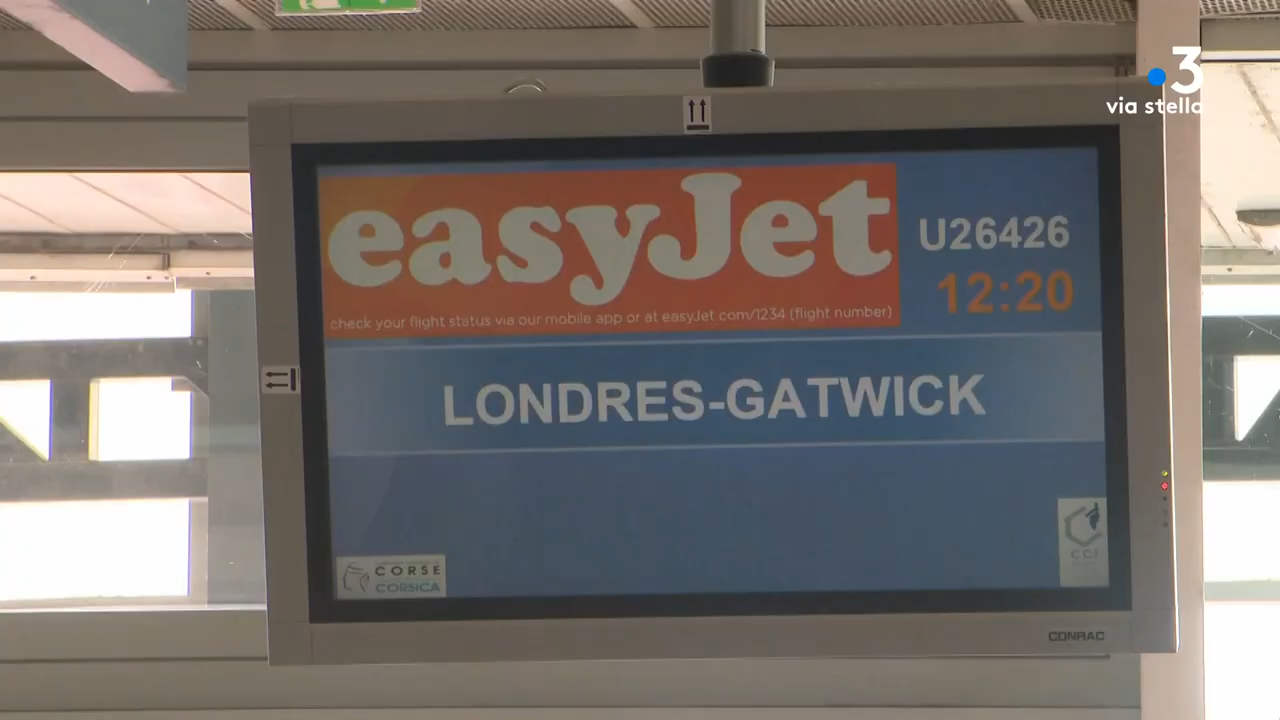 3
via stella
easyJet
U26426
12:20
check your flight status via our mobile app or at easyJet.com/1234 (flight number)
LONDRES-GATWICK
CORSE
CORSICA
CCI
CONRAC